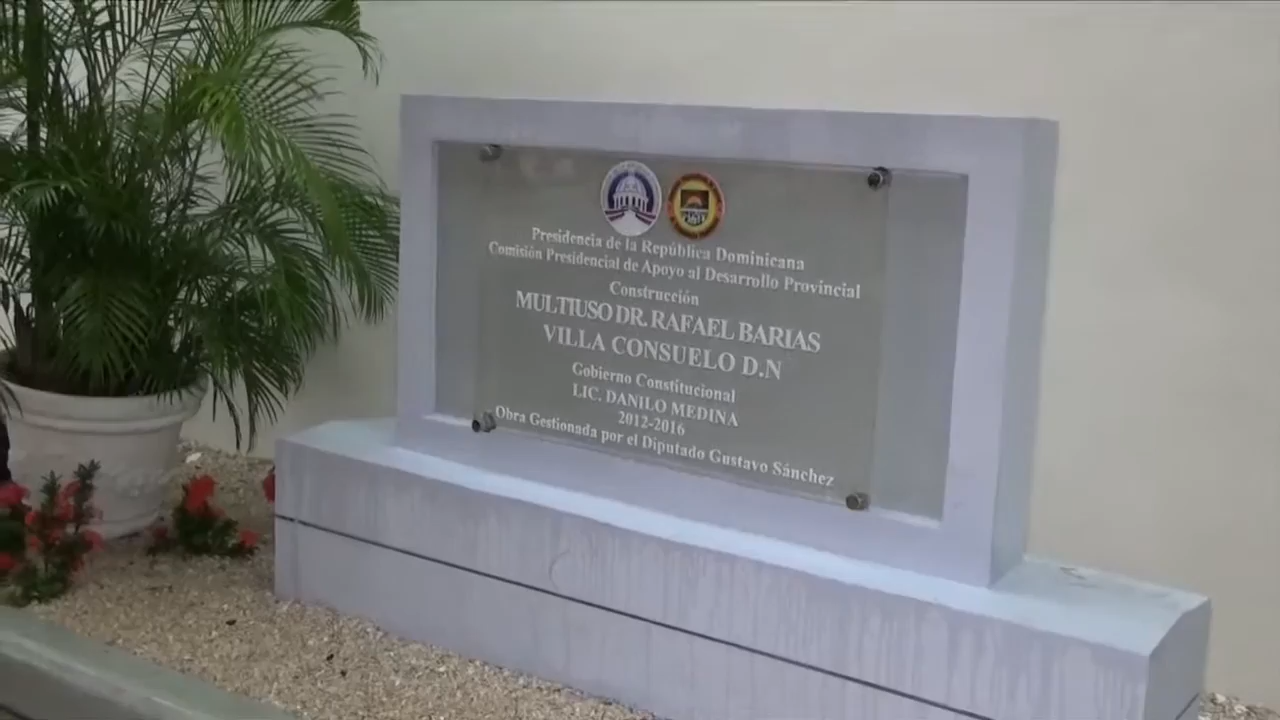 Presidencia de la República Dominicana
Comisión Presidencial de Apoyo al Desarrollo Provincial
Construcción
MULTIUSO DR. RAFAEL BARIAS
VILLA CONSUELO D.N
Gobierno Constitucional
LIC. DANILO MEDINA
2012-2016
Obra Gestionada por el Diputado Gustavo Sánchez